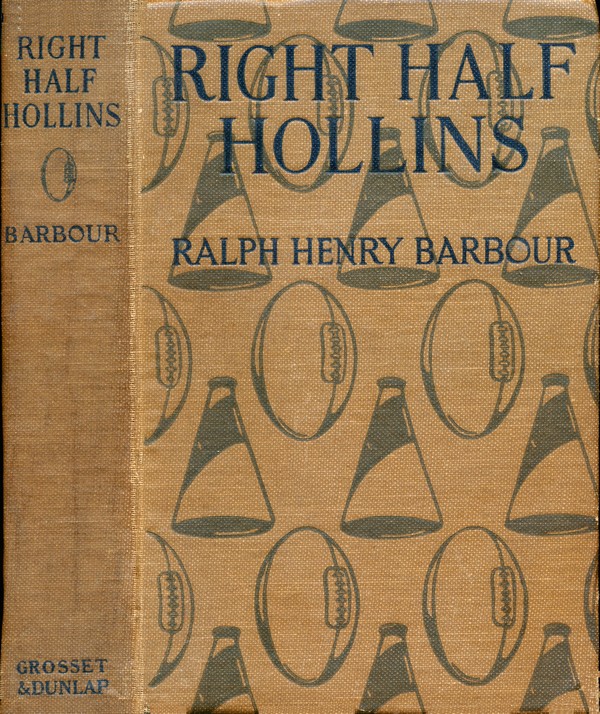 RIGHT
HALF
HOLLINS
BARBOUR
GROSSET
& DUNLAP
RIGHT HALF
HOLLINS
RALPH HENRY BARBOUR